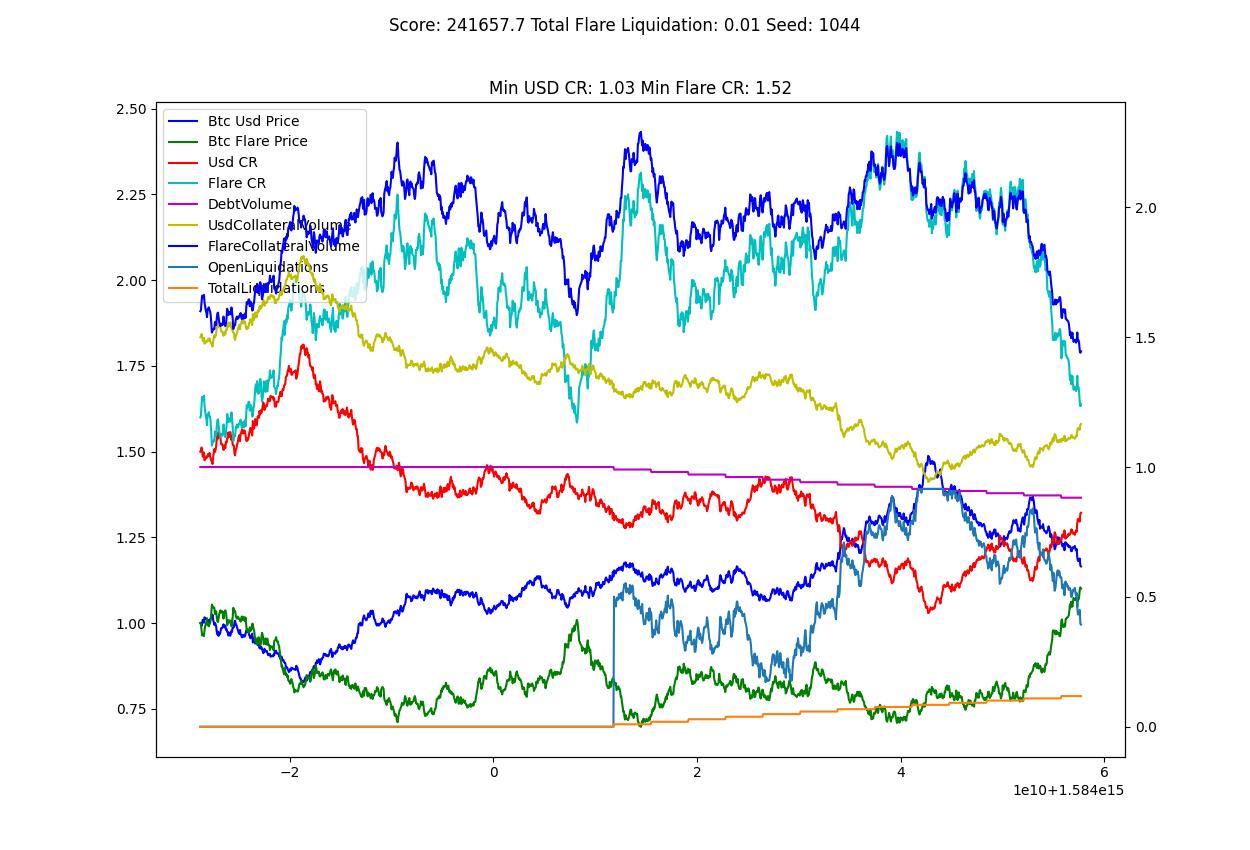 Score: 241657.7 Total Flare Liquidation: 0.01 Seed: 1044
Min USD CR: 1.03 Min Flare CR: 1.52
2.50
2.25
2.00
1.75
1.50
1.25
1.00
0.75
Btc Usd Price
Btc Flare Price
Usd CR
Flare CR
DebtVolume
UsdCollateralVolume
FlareCollateralVolume
OpenLiquidations
TotalLiquidations
2.0
1.5
1.0
0.5
0.0
−2 0 2 4 6
1e10+1.584e15